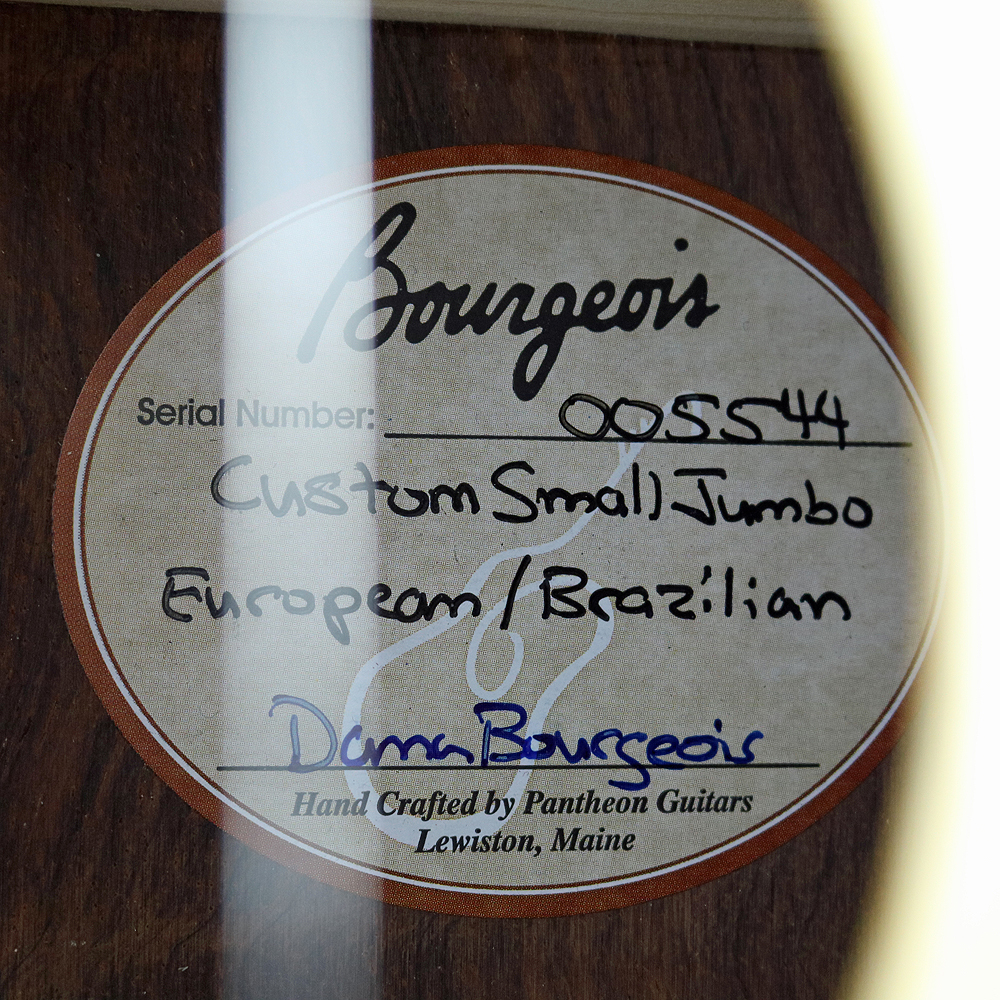 Bourgeois
Serial Number: 005544
Custom Small Jumbo
European/Brazilian
Dana Bourgeois
Hand Crafted by Pantheon Guitars
Lewiston, Maine